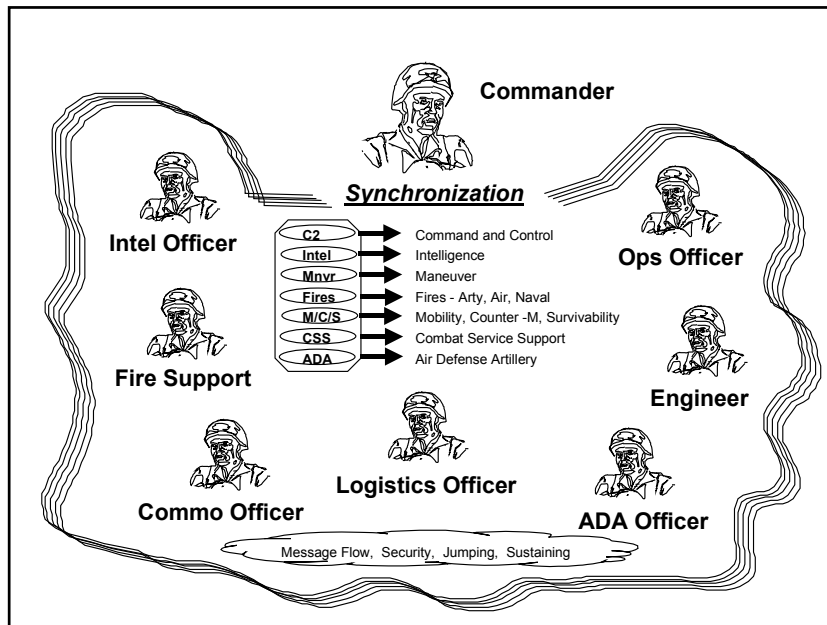 Commander
Synchronization
Intel Officer
Ops Officer
C2 Command and Control
Intel Intelligence
Mnvr Maneuver
Fires Fires - Arty, Air, Naval
M/C/S Mobility, Counter -M, Survivability
CSS Combat Service Support
ADA Air Defense Artillery
Fire Support
Engineer
Commo Officer
Logistics Officer
ADA Officer
Message Flow, Security, Jumping, Sustaining